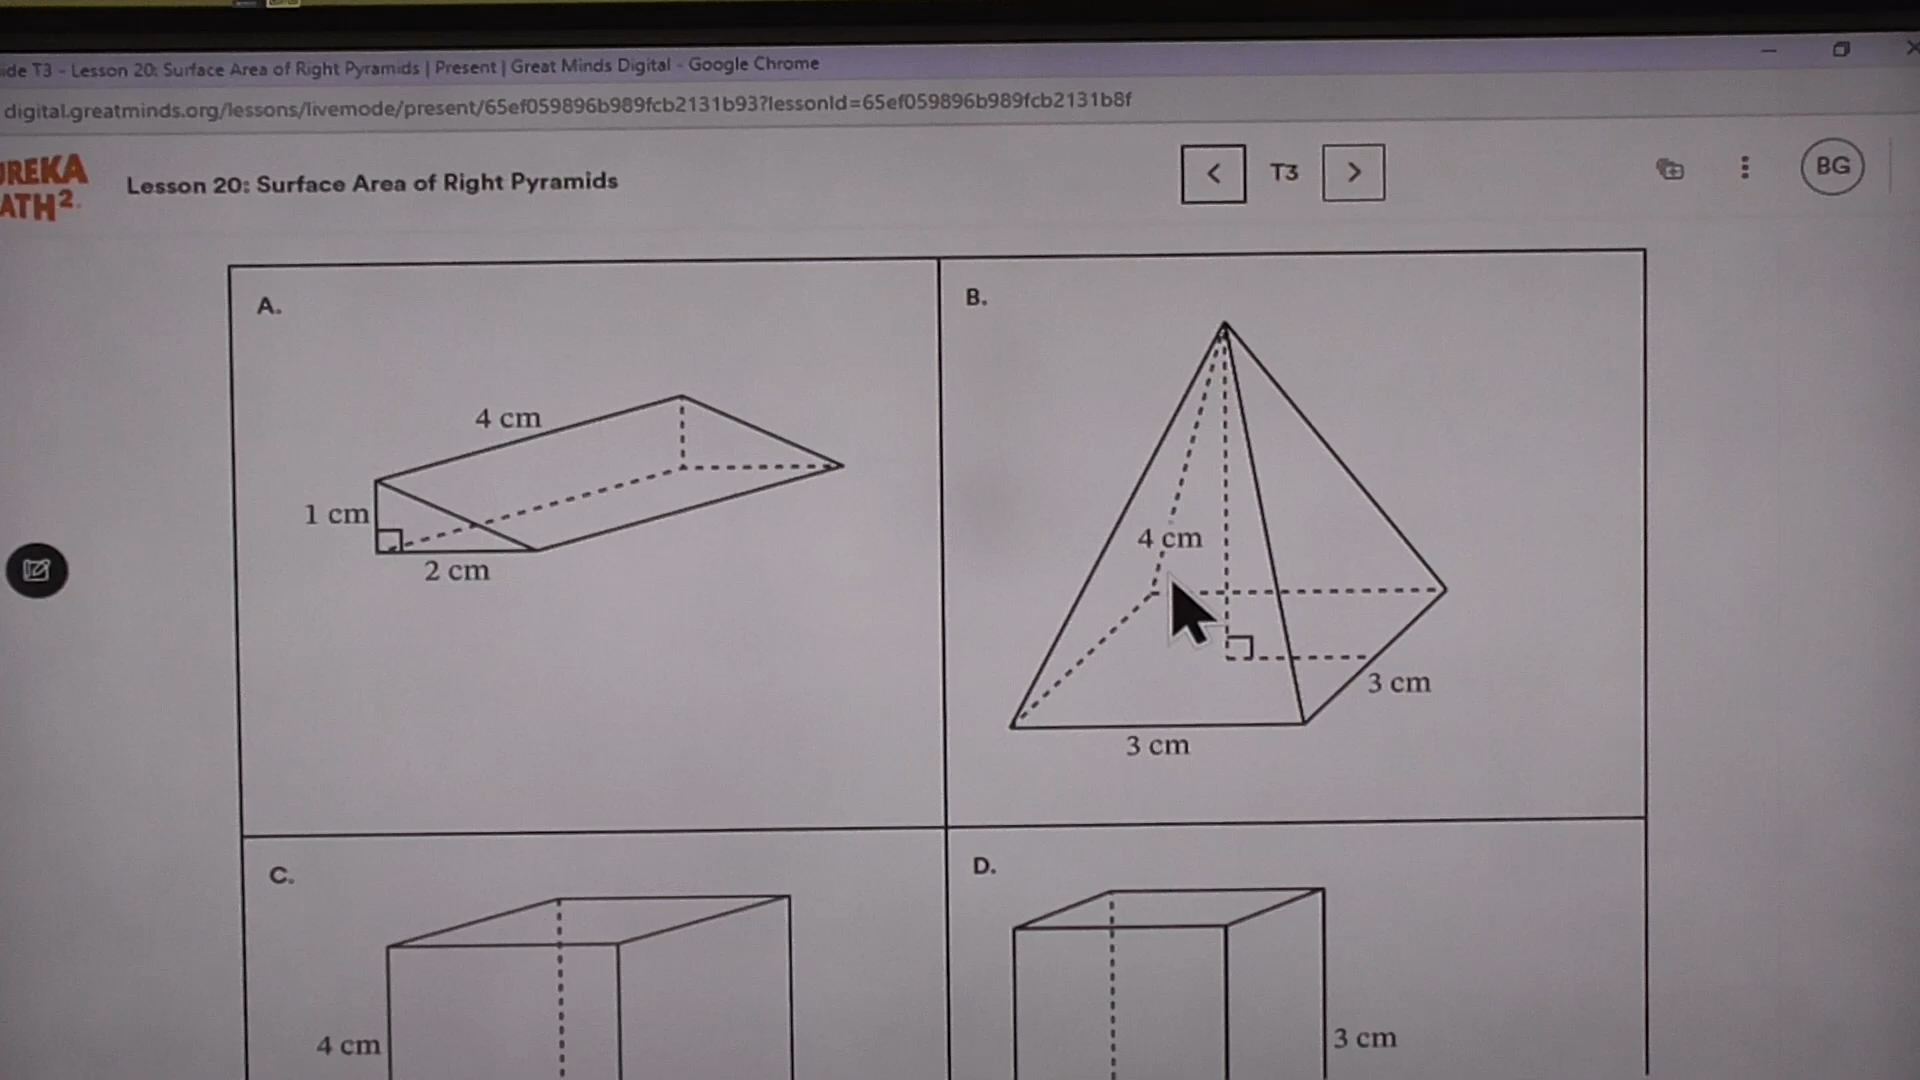 ide T3 - Lesson 20: Surface Area of Right Pyramids | Present | Great Minds Digital - Google Chrome
digital.greatminds.org/lessons/livemode/present/65ef059896b989fcb2131b93?lessonId=65ef059896b989fcb2131b8f
UREKA
ATH²
Lesson 20: Surface Area of Right Pyramids
< T3 >
BG
A.
4 cm
1 cm
2 cm
B.
4 cm
3 cm
3 cm
C.
4 cm
D.
3 cm